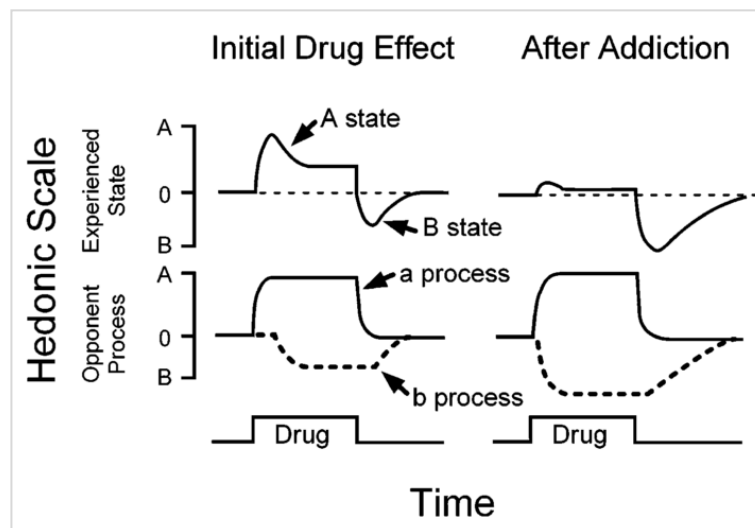 Initial Drug Effect
After Addiction
Hedonic Scale
Experienced
State
A
0
B
A state
B state
Opponent
Process
A
0
B
a process
b process
Drug
Drug
Time